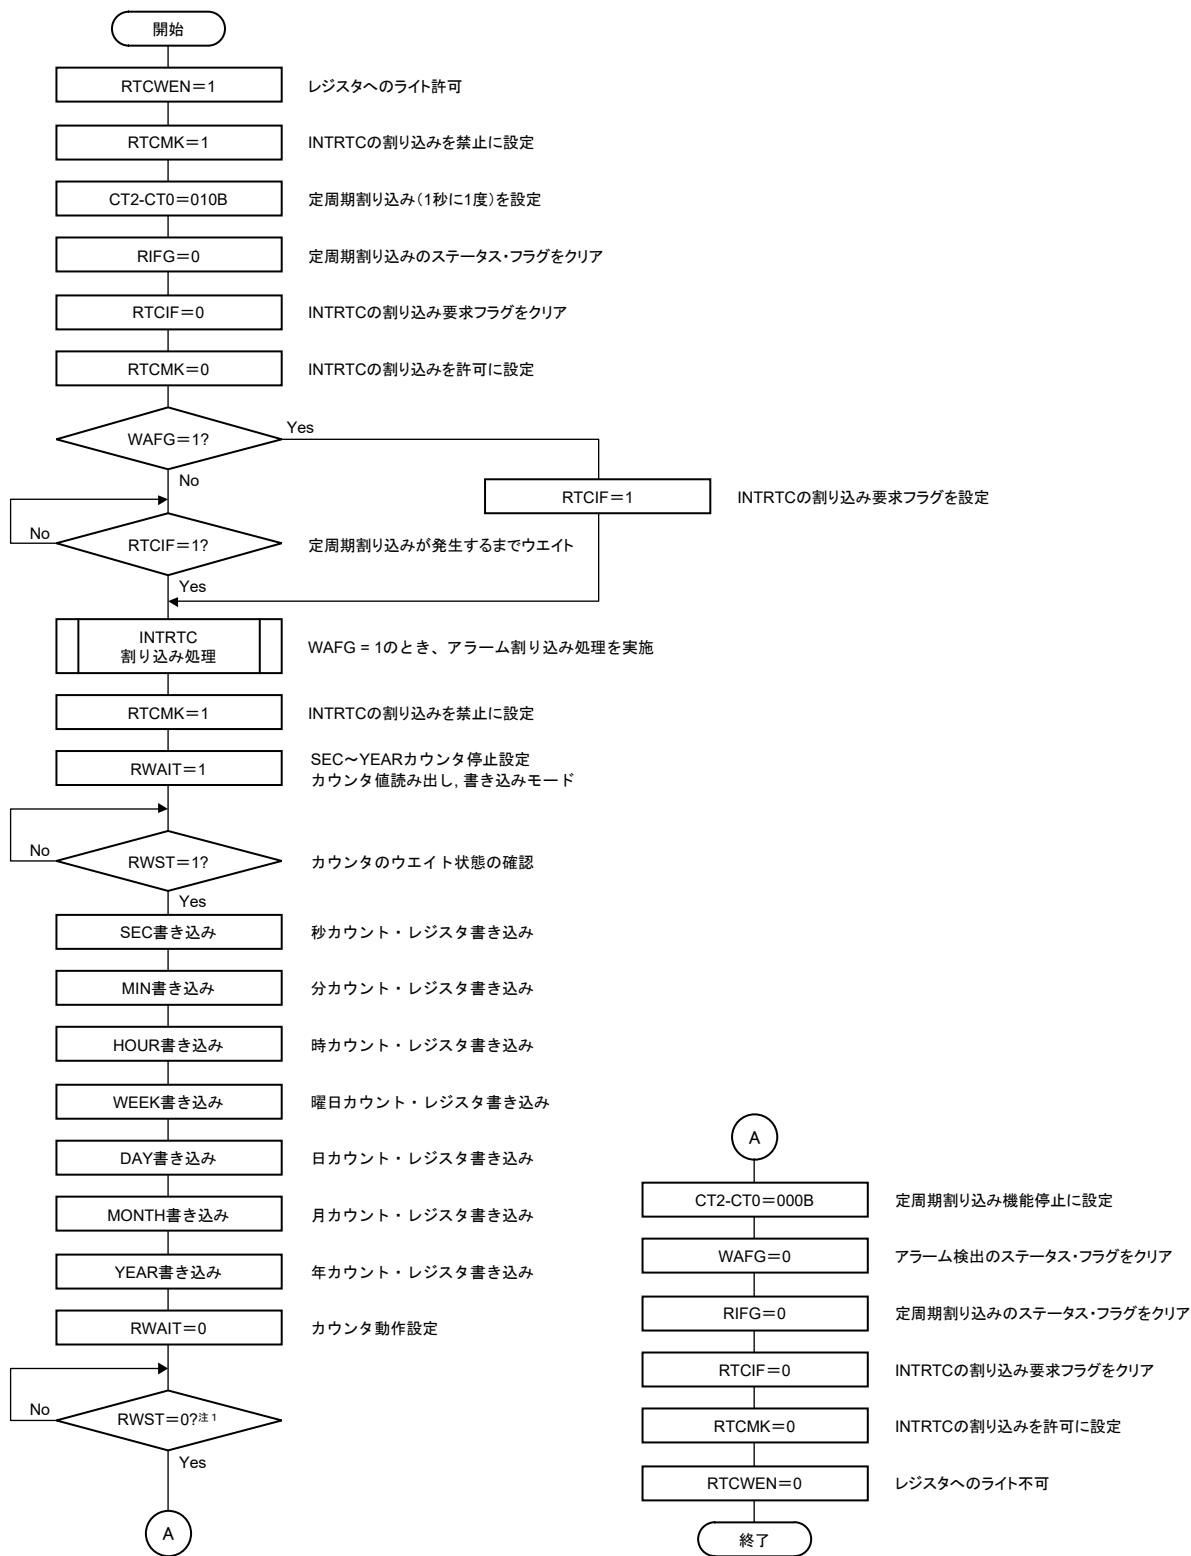 開始
RTCWEN＝1
レジスタへのライト許可
RTCMK＝1
INTRTCの割り込みを禁止に設定
CT2-CT0＝010B
定周期割り込み（1秒に1度）を設定
RIFG＝0
定周期割り込みのステータス・フラグをクリア
RTCIF＝0
INTRTCの割り込み要求フラグをクリア
RTCMK＝0
INTRTCの割り込みを許可に設定
WAFG＝1?
Yes
No
RTCIF＝1
INTRTCの割り込み要求フラグを設定
No
RTCIF＝1?
定周期割り込みが発生するまでウエイト
Yes
INTRTC
割り込み処理
WAFG = 1のとき、アラーム割り込み処理を実施
RTCMK＝1
INTRTCの割り込みを禁止に設定
RWAIT＝1
SEC～YEARカウンタ停止設定
カウンタ値読み出し, 書き込みモード
No
RWST＝1?
カウンタのウエイト状態の確認
Yes
SEC書き込み
秒カウント・レジスタ書き込み
MIN書き込み
分カウント・レジスタ書き込み
HOUR書き込み
時カウント・レジスタ書き込み
WEEK書き込み
曜日カウント・レジスタ書き込み
DAY書き込み
日カウント・レジスタ書き込み
MONTH書き込み
月カウント・レジスタ書き込み
YEAR書き込み
年カウント・レジスタ書き込み
RWAIT＝0
カウンタ動作設定
No
RWST＝0?注1
Yes
A
A
CT2-CT0＝000B
定周期割り込み機能停止に設定
WAFG＝0
アラーム検出のステータス・フラグをクリア
RIFG＝0
定周期割り込みのステータス・フラグをクリア
RTCIF＝0
INTRTCの割り込み要求フラグをクリア
RTCMK＝0
INTRTCの割り込みを許可に設定
RTCWEN＝0
レジスタへのライト不可
終了